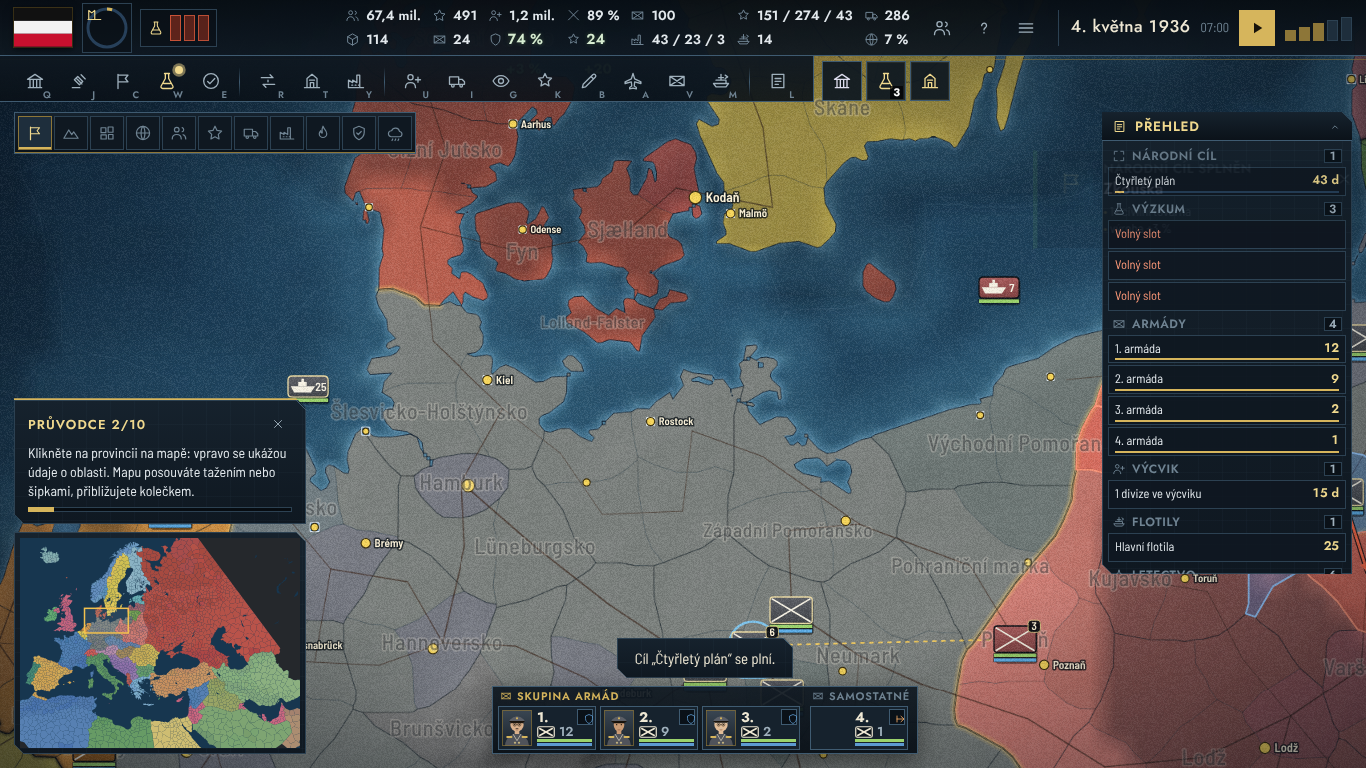 67,4 mil.
491
1,2 mil.
89 %
100
151 / 274 / 43
286
114
24
74 %
24
43 / 23 / 3
14
7 %
?
4. května 1936
07:00
Q
J
C
W
E
R
T
Y
U
I
G
K
B
A
V
M
L
3
Skåne
Aarhus
Jižní Jutsko
Kodaň
Malmö
Odense
Sjælland
Fyn
Lolland-Falster
7
25
Kiel
Šlesvicko-Holštýnsko
Rostock
Východní Pomořan
Hamburk
sko
Západní Pomořansko
Brémy
Lüneburgsko
Pohraniční marka
Kujavsko
Toruň
Hannoversko
snabrück
6
3
Neumark
Poznaň
Varš
Brunšvicko
Lodž
Lodž
PŘEHLED
NÁRODNÍ CÍL
1
Čtyřletý plán
43 d
VÝZKUM
3
Volný slot
Volný slot
Volný slot
ARMÁDY
4
1. armáda
12
2. armáda
9
3. armáda
2
4. armáda
1
VÝCVIK
1
1 divize ve výcviku
15 d
FLOTILY
1
Hlavní flotila
25
PRŮVODCE 2/10
Klikněte na provincii na mapě: vpravo se ukážou
údaje o oblasti. Mapu posouváte tažením nebo
šipkami, přibližujete kolečkem.
Cíl „Čtyřletý plán“ se plní.
SKUPINA ARMÁD
SAMOSTATNÉ
1.
12
2.
9
3.
2
4.
1